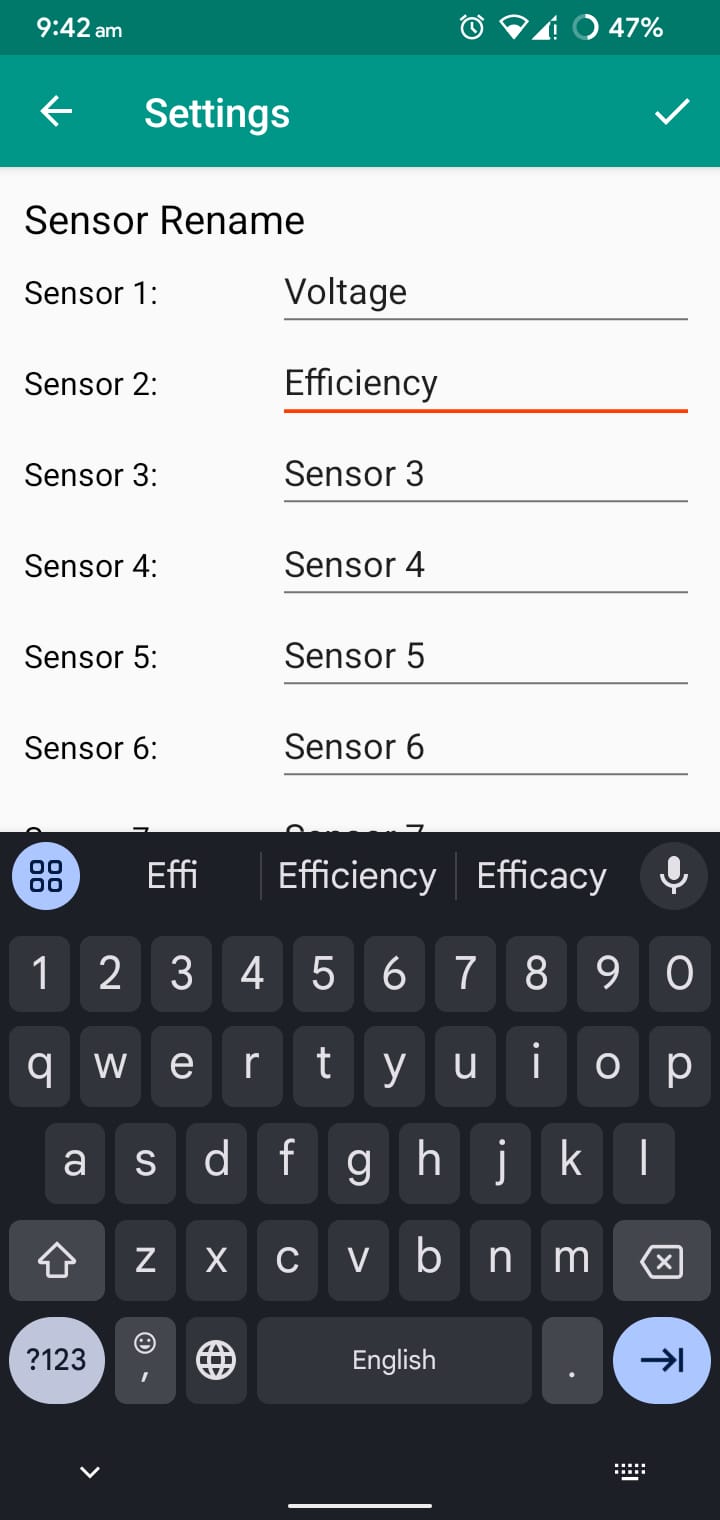 9:42 am 47%
Settings
Sensor Rename
Sensor 1: Voltage
Sensor 2: Efficiency
Sensor 3: Sensor 3
Sensor 4: Sensor 4
Sensor 5: Sensor 5
Sensor 6: Sensor 6
Effi Efficiency Efficacy
1 2 3 4 5 6 7 8 9 0
q w e r t y u i o p
a s d f g h j k l
z x c v b n m
?123 , English .